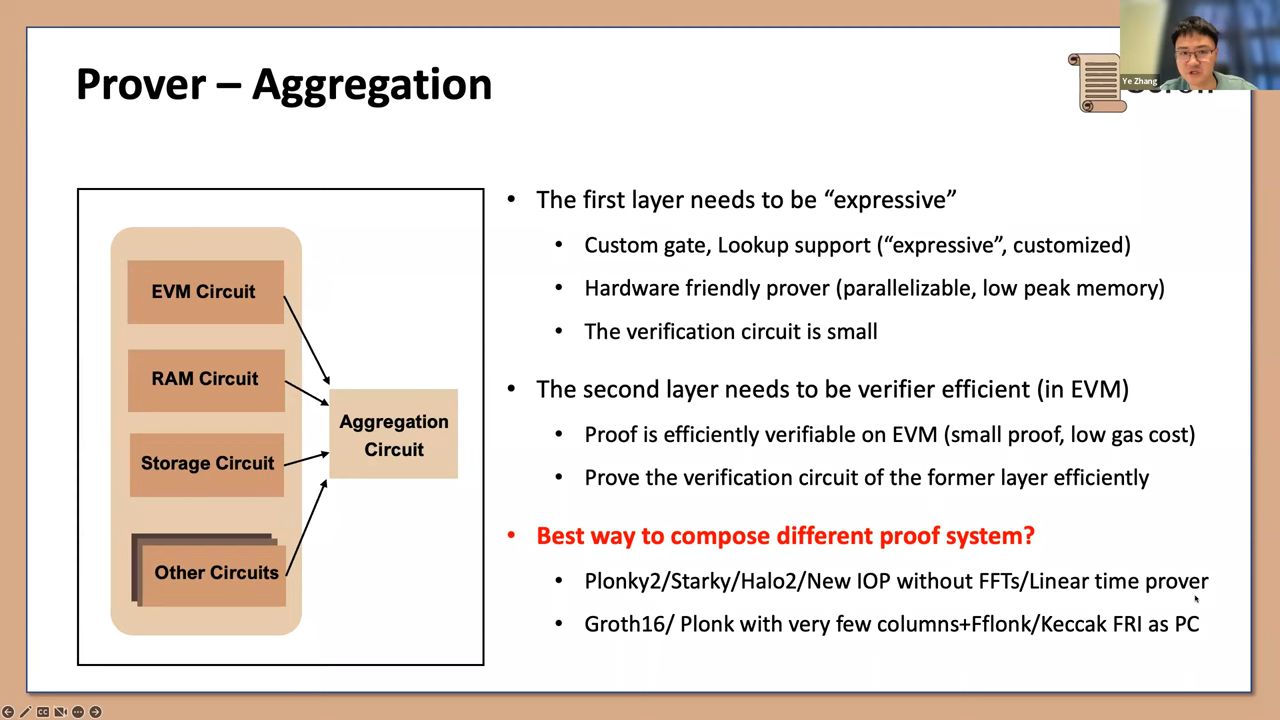 Prover – Aggregation
Ye Zhang
EVM Circuit
RAM Circuit
Storage Circuit
Other Circuits
Aggregation
Circuit
• The first layer needs to be “expressive”
• Custom gate, Lookup support (“expressive”, customized)
• Hardware friendly prover (parallelizable, low peak memory)
• The verification circuit is small
• The second layer needs to be verifier efficient (in EVM)
• Proof is efficiently verifiable on EVM (small proof, low gas cost)
• Prove the verification circuit of the former layer efficiently
• Best way to compose different proof system?
• Plonky2/Starky/Halo2/New IOP without FFTs/Linear time prover
• Groth16/ Plonk with very few columns+Fflonk/Keccak FRI as PC